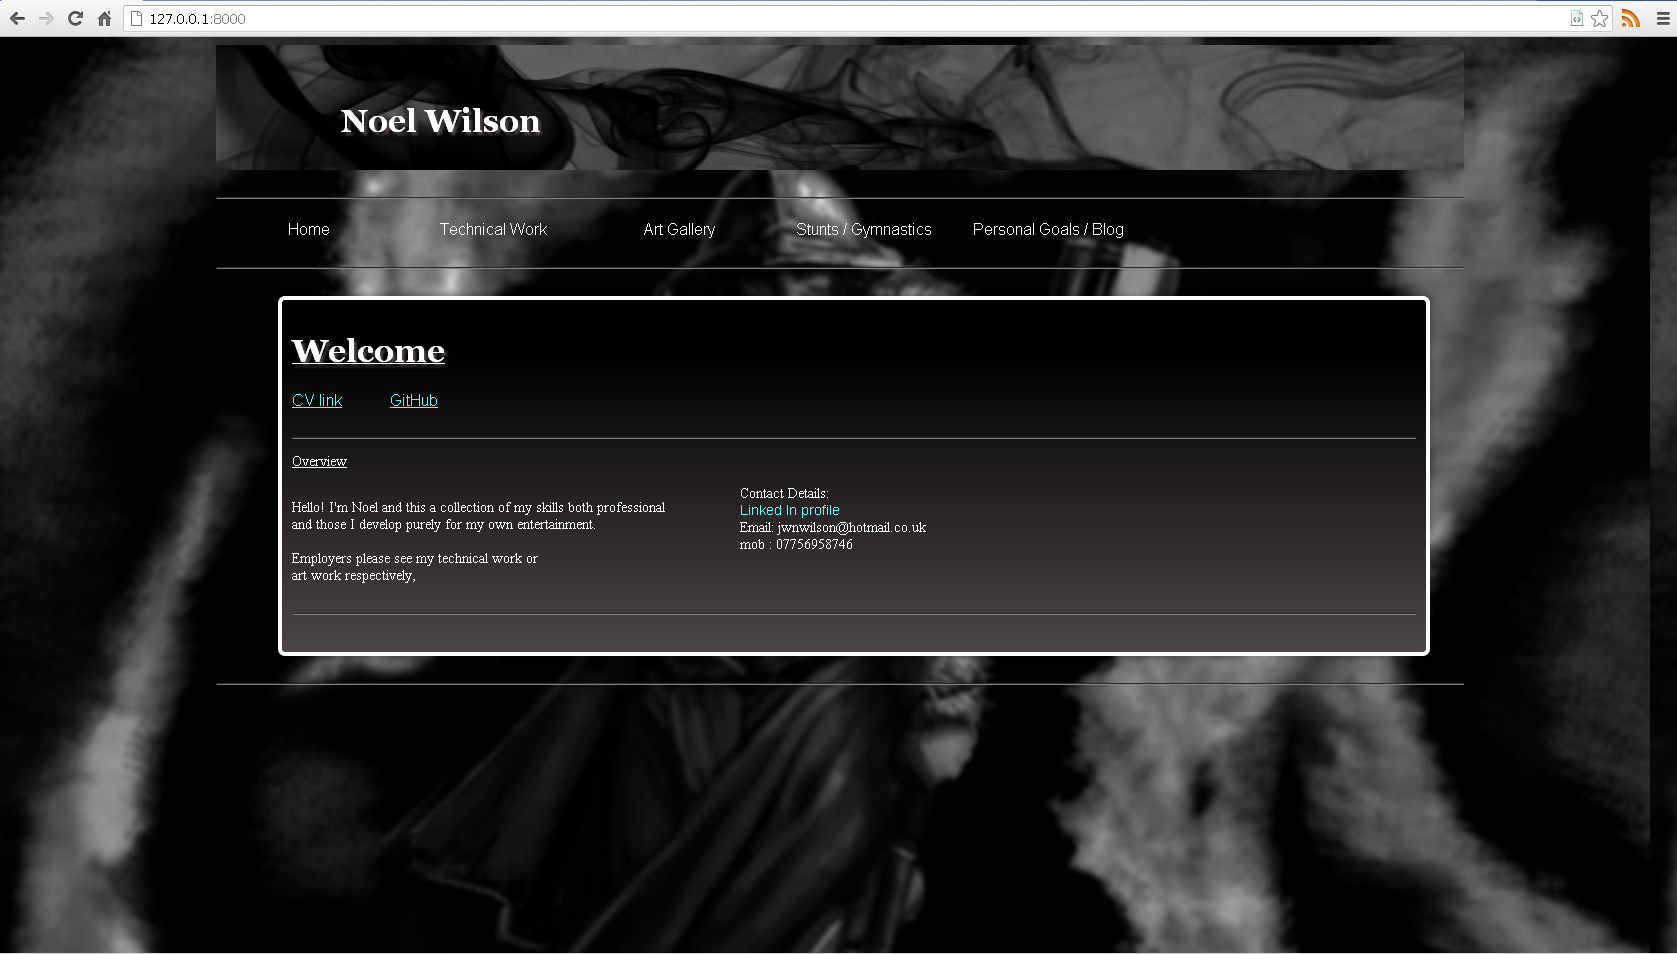 127.0.0.1:8000
Noel Wilson
Home Technical Work Art Gallery Stunts / Gymnastics Personal Goals / Blog
Welcome
CV link GitHub
Overview
Hello! I'm Noel and this a collection of my skills both professional
and those I develop purely for my own entertainment.
Employers please see my technical work or
art work respectively,
Contact Details:
Linked In profile
Email: jwnwilson@hotmail.co.uk
mob : 07756958746